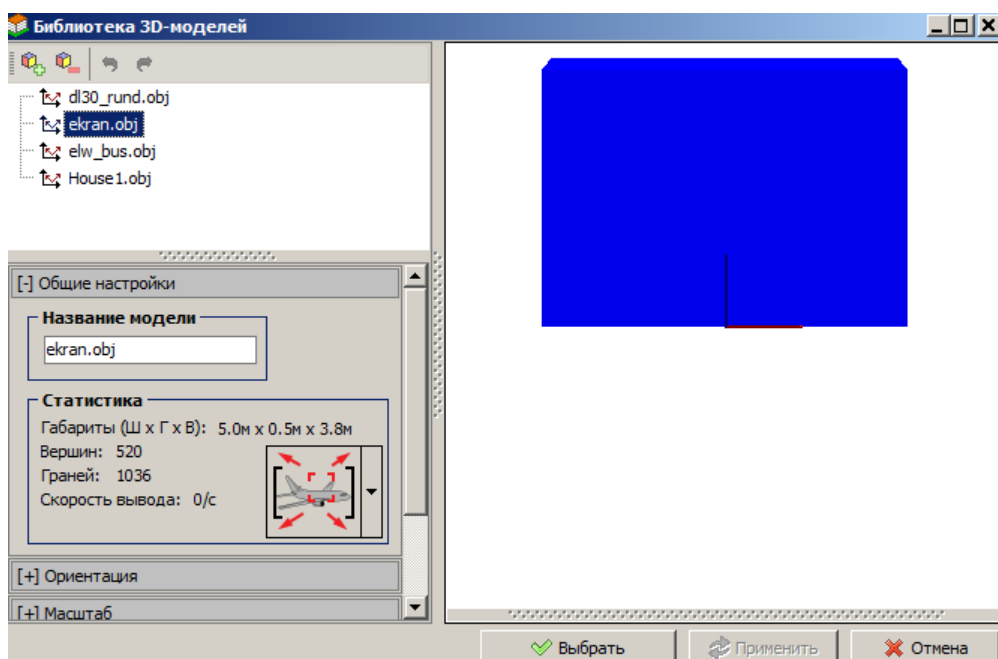 Библиотека 3D-моделей
dl30_rund.obj
ekran.obj
elw_bus.obj
House1.obj
[-] Общие настройки
Название модели
ekran.obj
Статистика
Габариты (Ш x Г x В): 5.0м x 0.5м x 3.8м
Вершин: 520
Граней: 1036
Скорость вывода: 0/с
[+] Ориентация
[+] Масштаб
Выбрать
Применить
Отмена